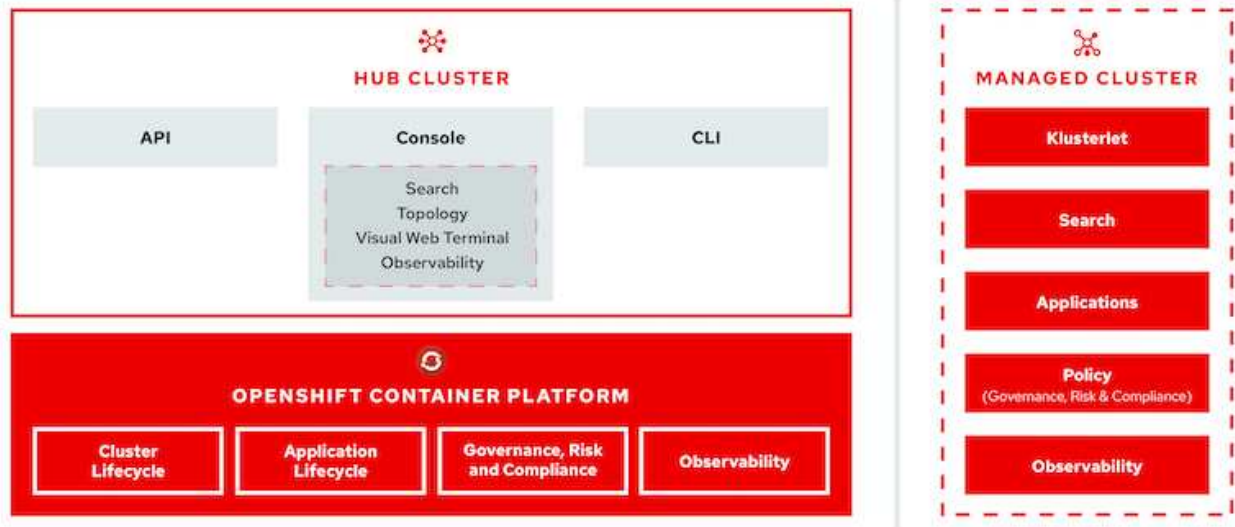 HUB CLUSTER
API
Console
CLI
Search
Topology
Visual Web Terminal
Observability
OPENSHIFT CONTAINER PLATFORM
Cluster
Lifecycle
Application
Lifecycle
Governance, Risk
and Compliance
Observability
MANAGED CLUSTER
Klusterlet
Search
Applications
Policy
(Governance, Risk & Compliance)
Observability